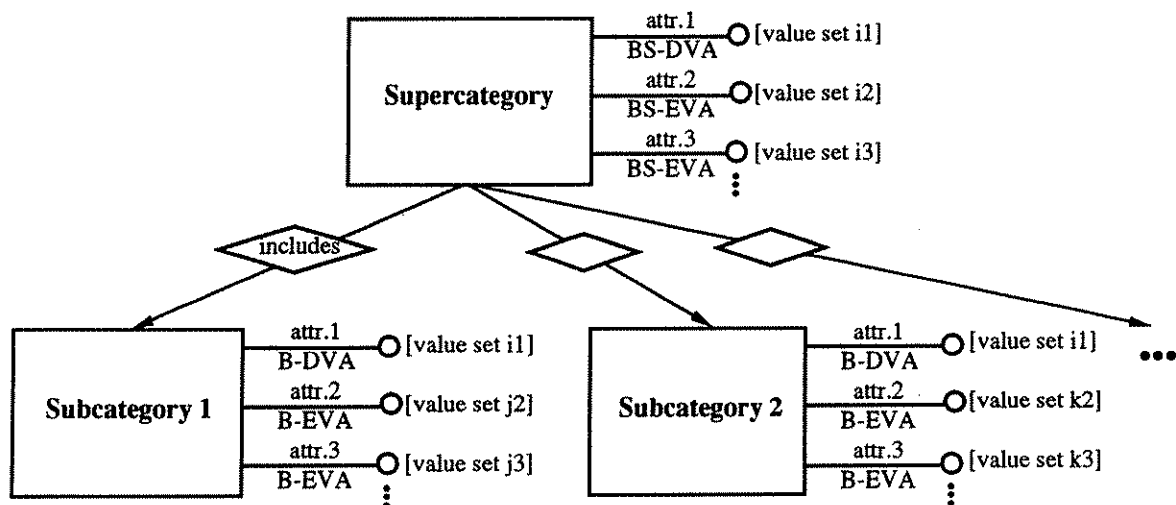 attr.1
BS-DVA
[value set i1]
attr.2
BS-EVA
[value set i2]
attr.3
BS-EVA
[value set i3]
Supercategory
includes
Subcategory 1
attr.1
B-DVA
[value set i1]
attr.2
B-EVA
[value set j2]
attr.3
B-EVA
[value set j3]
Subcategory 2
attr.1
B-DVA
[value set i1]
attr.2
B-EVA
[value set k2]
attr.3
B-EVA
[value set k3]